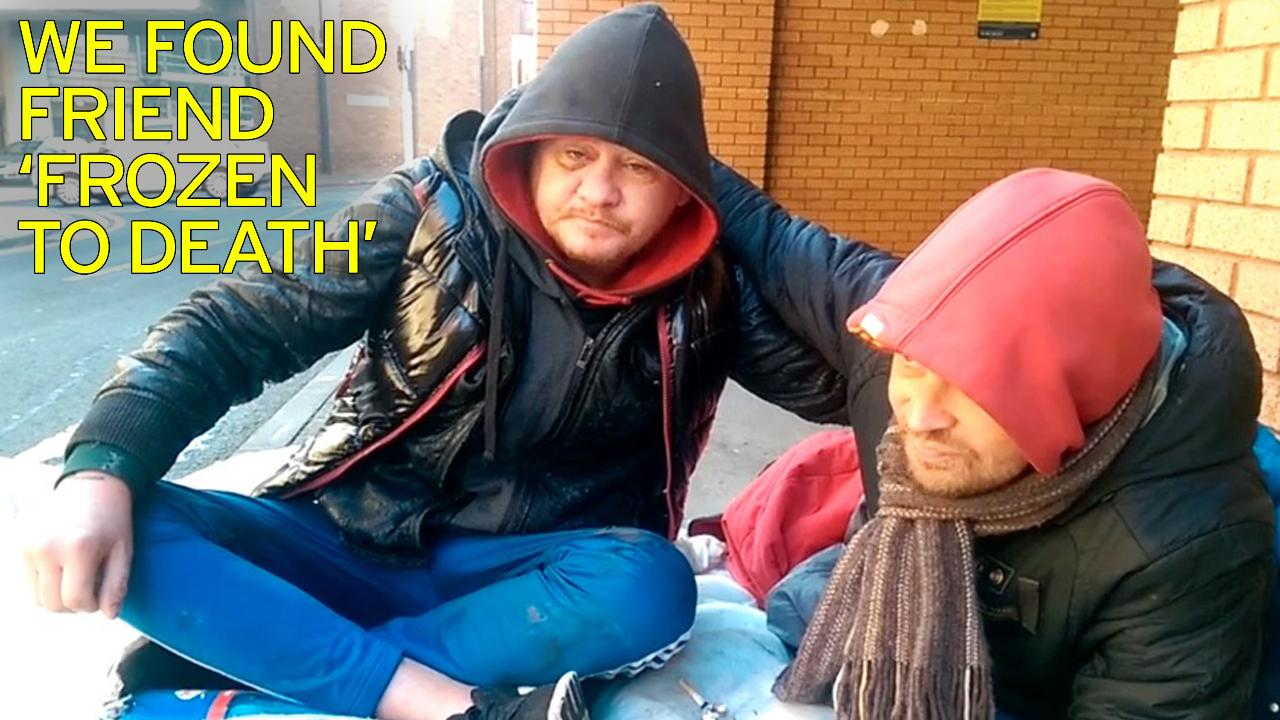 WE FOUND
FRIEND
‘FROZEN
TO DEATH’